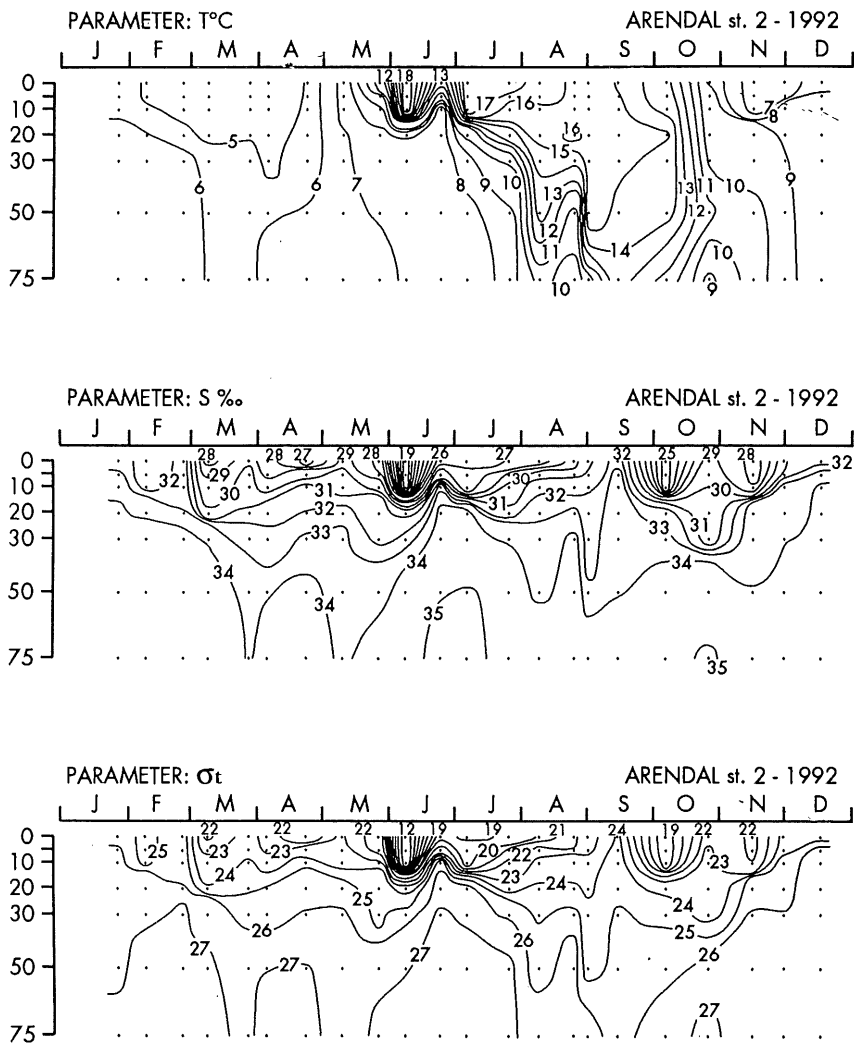 PARAMETER: T°C ARENDAL st. 2 - 1992
J F M A M J J A S O N D
12 18 13
0
10
20
30
50
75
17 16 7 8
5 16 15
6 6 7 8 9 10 13 13 11 10 9
12 12
11 14 10
10 9
PARAMETER: S ‰ ARENDAL st. 2 - 1992
J F M A M J J A S O N D
28 28 27 29 28 19 26 27 32 25 29 28 32
0
10
20
30
50
75
32 29 30 31 30 32 30
32 31 33 31
33
34 34 34
34 35
35
PARAMETER: σt ARENDAL st. 2 - 1992
J F M A M J J A S O N D
22 22 22 12 19 19 21 24 19 22 22
0
10
20
30
50
75
25 23 23 20 22 23
24 25 23 24 24
26 26 25
27 27 27 26
27